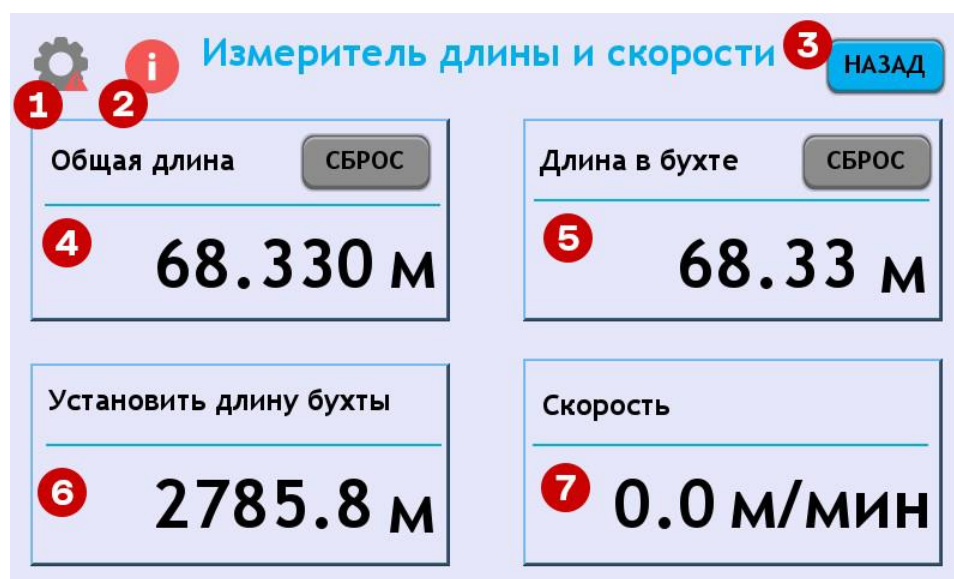 Измеритель длины и скорости
3
НАЗАД
i
1
2
Общая длина
СБРОС
Длина в бухте
СБРОС
4
68.330 м
5
68.33 м
Установить длину бухты
Скорость
6
2785.8 м
7
0.0 м/мин